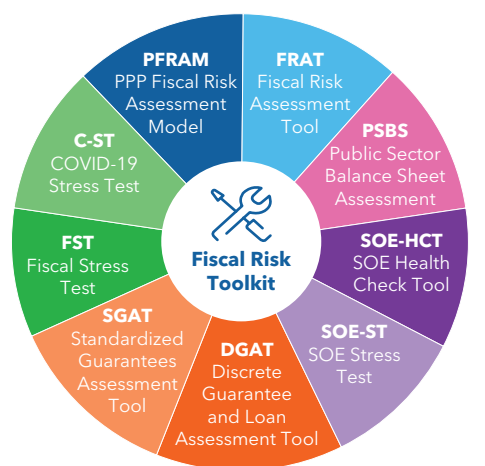 PFRAM
PPP Fiscal Risk
Assessment
Model
FRAT
Fiscal Risk
Assessment
Tool
PSBS
Public Sector
Balance Sheet
Assessment
SOE-HCT
SOE Health
Check Tool
SOE-ST
SOE Stress
Test
DGAT
Discrete
Guarantee
and Loan
Assessment Tool
SGAT
Standardized
Guarantees
Assessment
Tool
FST
Fiscal Stress
Test
C-ST
COVID-19
Stress Test
Fiscal Risk
Toolkit